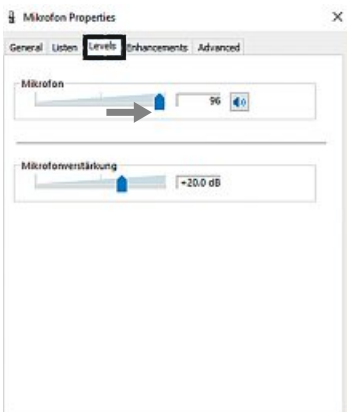 Mikrofon Properties
General Listen Levels Enhancements Advanced
Mikrofon
96
Mikrofonverstärkung
+20.0 dB